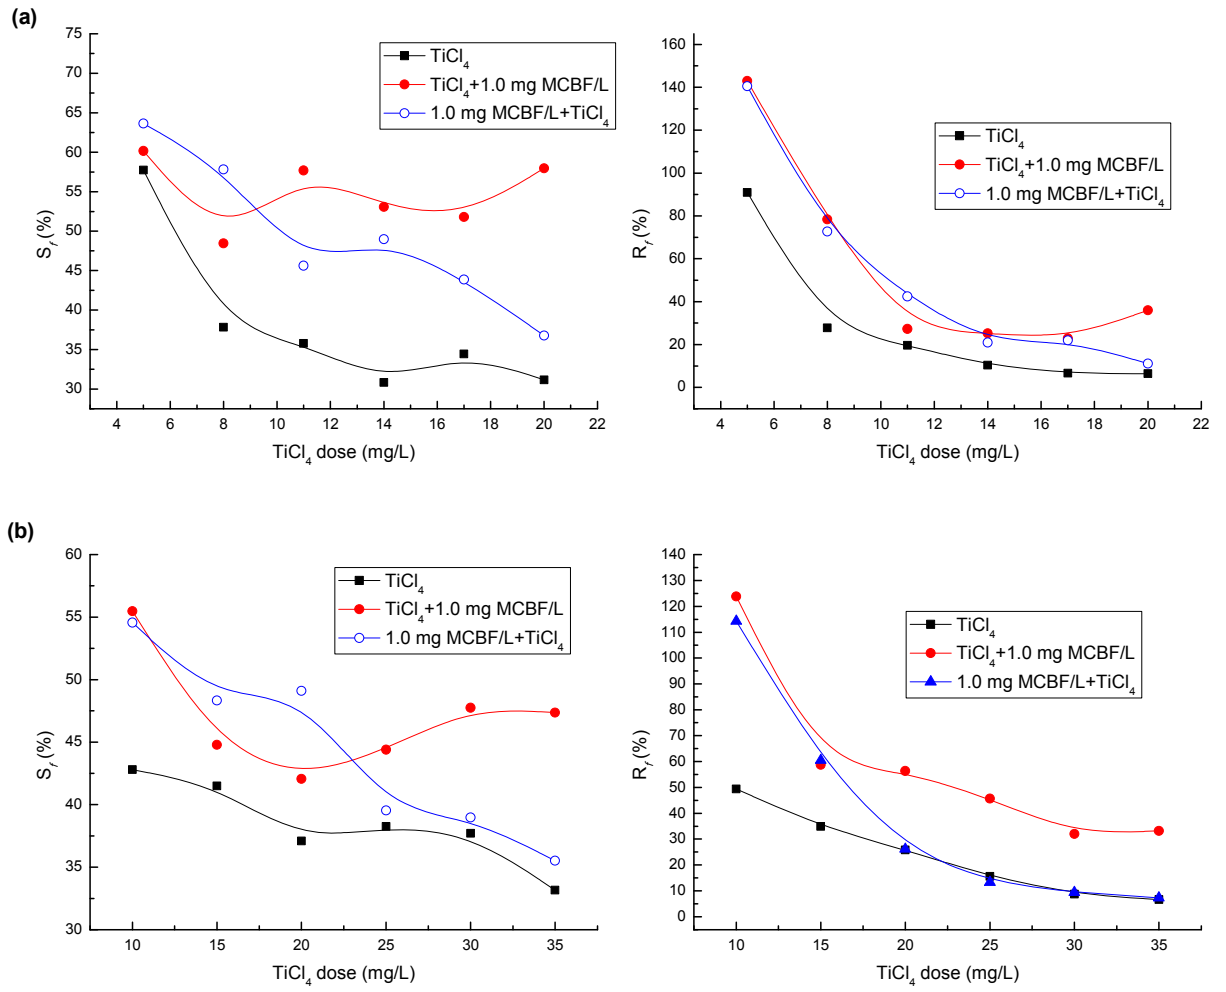 (a)
75
70
65
60
55
50
45
40
35
30
S_f (%)
4 6 8 10 12 14 16 18 20 22
TiCl₄ dose (mg/L)
TiCl₄
TiCl₄+1.0 mg MCBF/L
1.0 mg MCBF/L+TiCl₄
160
140
120
100
80
60
40
20
0
R_f (%)
4 6 8 10 12 14 16 18 20 22
TiCl₄ dose (mg/L)
TiCl₄
TiCl₄+1.0 mg MCBF/L
1.0 mg MCBF/L+TiCl₄
(b)
60
55
50
45
40
35
30
S_f (%)
10 15 20 25 30 35
TiCl₄ dose (mg/L)
TiCl₄
TiCl₄+1.0 mg MCBF/L
1.0 mg MCBF/L+TiCl₄
140
130
120
110
100
90
80
70
60
50
40
30
20
10
0
R_f (%)
10 15 20 25 30 35
TiCl₄ dose (mg/L)
TiCl₄
TiCl₄+1.0 mg MCBF/L
1.0 mg MCBF/L+TiCl₄